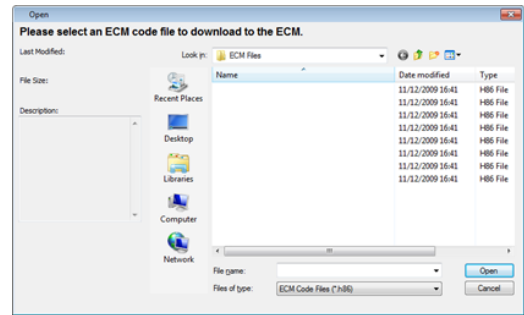 Open
Please select an ECM code file to download to the ECM.
Last Modified:
Look in:
ECM Files
File Size:
Description:
Recent Places
Desktop
Libraries
Computer
Network
Name
Date modified
Type
11/12/2009 16:41
H86 File
11/12/2009 16:41
H86 File
11/12/2009 16:41
H86 File
11/12/2009 16:41
H86 File
11/12/2009 16:41
H86 File
11/12/2009 16:41
H86 File
11/12/2009 16:41
H86 File
11/12/2009 16:41
H86 File
File name:
Open
Files of type:
ECM Code Files (*.h86)
Cancel